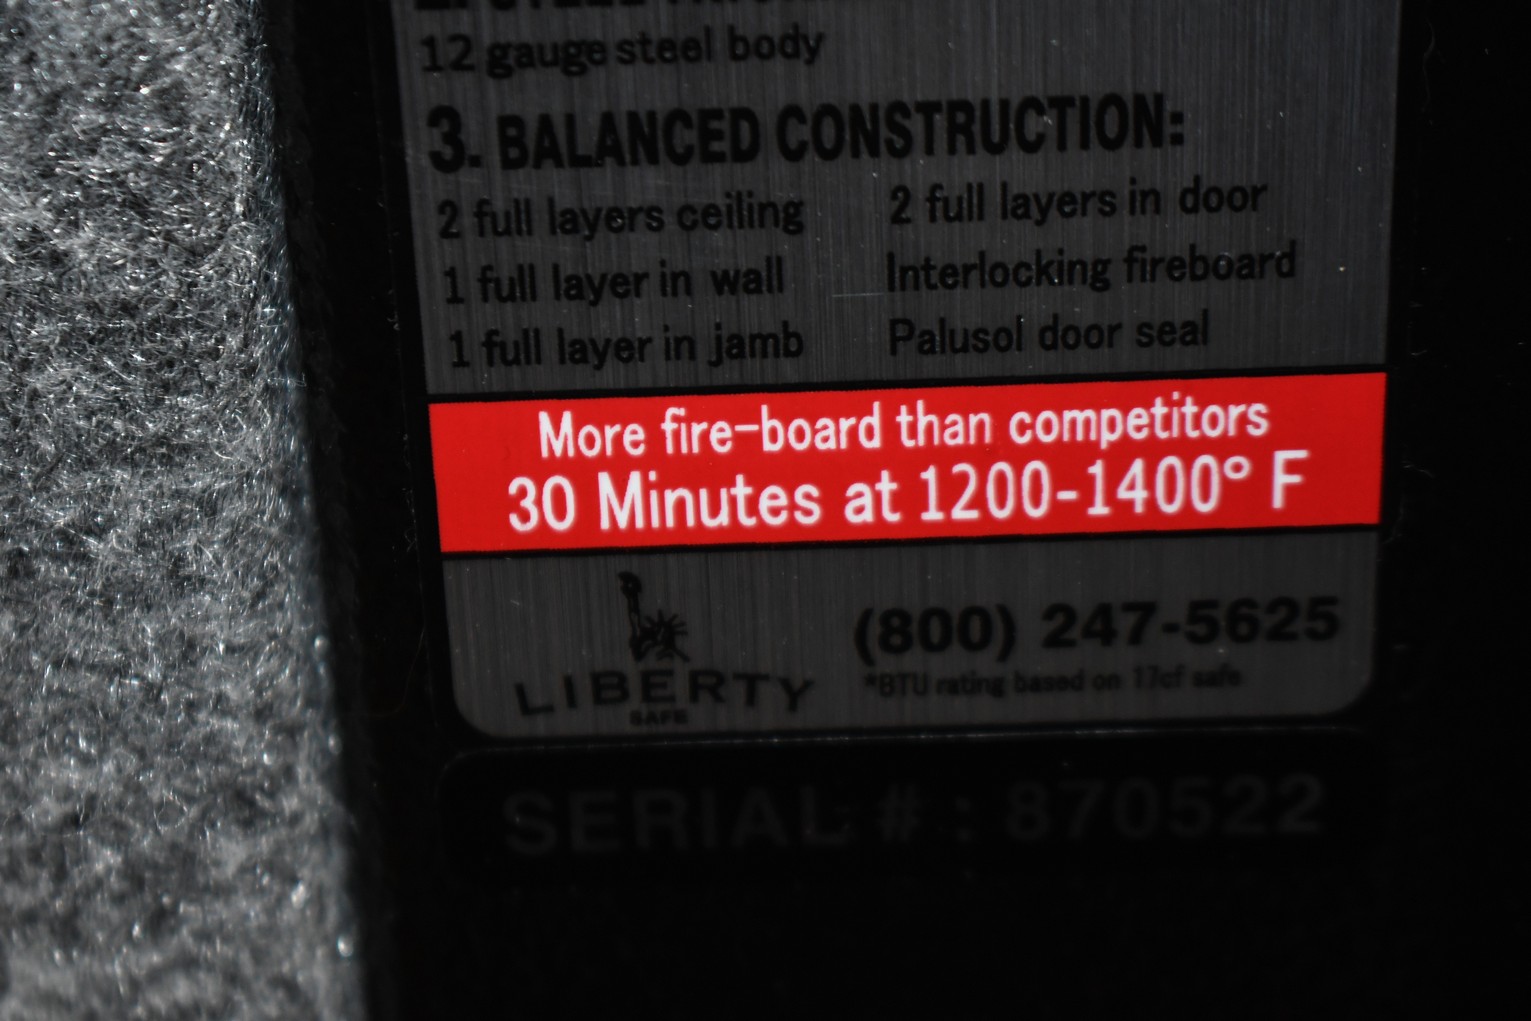 12 gauge steel body
3. BALANCED CONSTRUCTION:
2 full layers ceiling
2 full layers in door
1 full layer in wall
Interlocking fireboard
1 full layer in jamb
Palusol door seal
More fire-board than competitors
30 Minutes at 1200-1400° F
LIBERTY
SAFE
(800) 247-5625
*BTU rating based on 17cf safe
SERIAL #: 870522